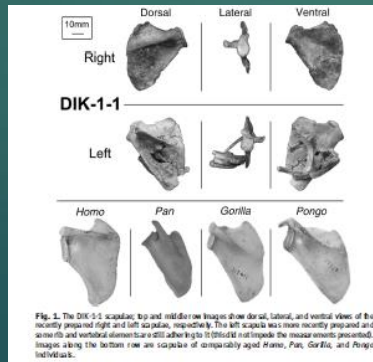 10mm
Dorsal Lateral Ventral
Right
DIK-1-1
Left
Homo Pan Gorilla Pongo
Fig. 1. The DIK-1-1 scapulae; top and middle row images show dorsal, lateral, and ventral views of the
recently prepared right and left scapulae, respectively. The left scapula was more recently prepared and
some rib and vertebral elements are still adhering to it (this did not impede the measurements presented).
Images along the bottom row are scapulae of comparably aged Homo, Pan, Gorilla, and Pongo
individuals.